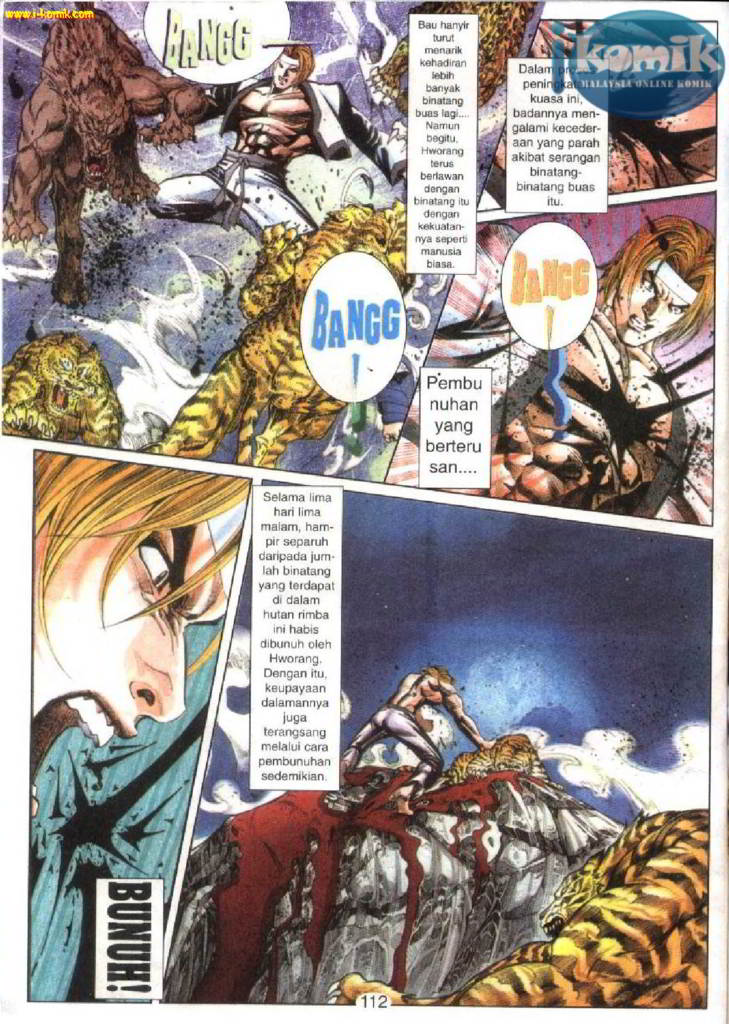 www.i-komik.com
BANGG
Bau hanyir
turut
menarik
kehadiran
lebih
banyak
binatang
buas lagi....
Namun
begitu,
Hworang
terus
berlawan
dengan
binatang itu
dengan
kekuatan-
nya seperti
manusia
biasa.
komik
MALAYSIA ONLINE KOMIK
Dalam
peningka
kuasa ini,
badannya men-
galami keceder-
aan yang parah
akibat serangan
binatang-
binatang buas
itu.
BANGG
!
BANGG
!
Pembu
nuhan
yang
berteru
san....
Selama lima
hari lima
malam, ham-
pir separuh
daripada jum-
lah binatang
yang terdapat
di dalam
hutan rimba
ini habis
dibunuh oleh
Hworang.
Dengan itu,
keupayaan
dalamannya
juga
terangsang
melalui cara
pembunuhan
sedemikian.
BUNUH!
112